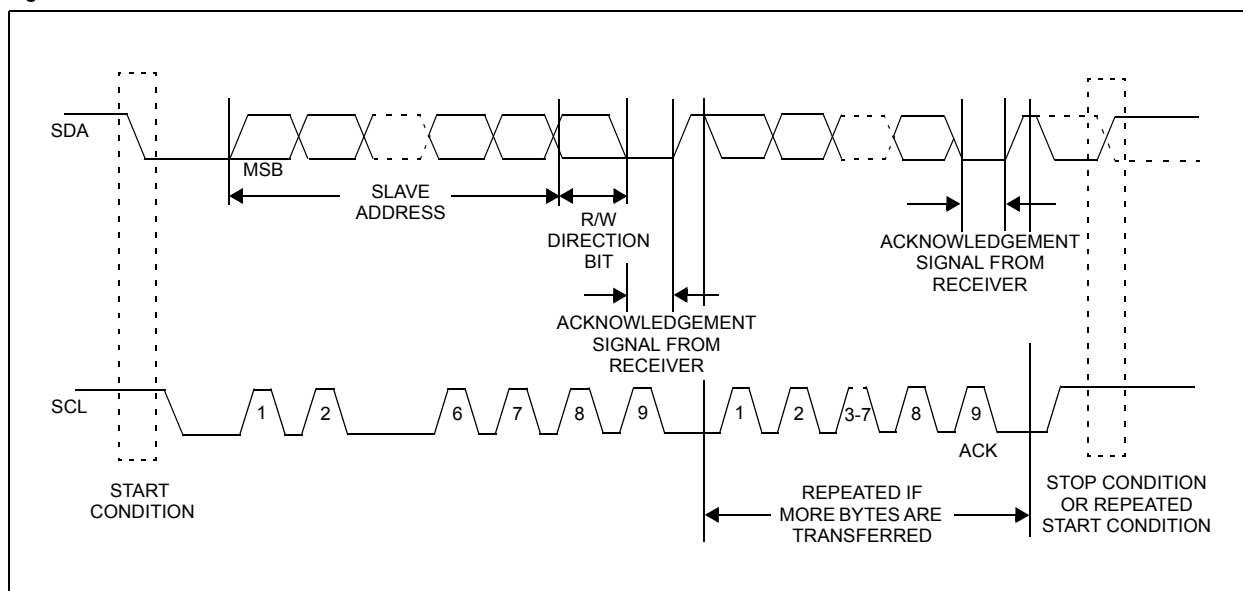 SDA
MSB
SLAVE
ADDRESS
R/W
DIRECTION
BIT
ACKNOWLEDGEMENT
SIGNAL FROM
RECEIVER
ACKNOWLEDGEMENT
SIGNAL FROM
RECEIVER
SCL
1
2
6
7
8
9
1
2
3-7
8
9
ACK
START
CONDITION
REPEATED IF
MORE BYTES ARE
TRANSFERRED
STOP CONDITION
OR REPEATED
START CONDITION